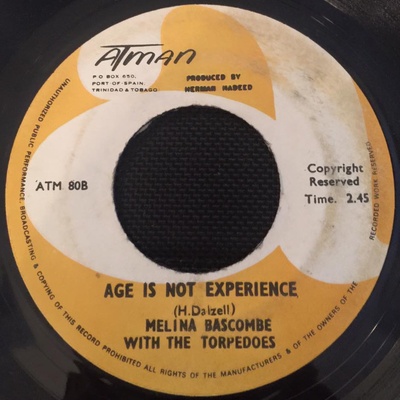 ATMAN
P.O BOX 650,
PORT OF SPAIN,
TRINIDAD & TOBAGO.
PRODUCED BY
HERMAN HADEED
ATM 80B
Copyright
Reserved
Time. 2.45
AGE IS NOT EXPERIENCE
(H. Dalzell)
MELINA BASCOMBE
WITH THE TORPEDOES
UNAUTHORIZED PUBLIC PERFORMANCE, BROADCASTING & COPYING OF THIS RECORD PROHIBITED ALL RIGHTS OF THE MANUFACTURERS & OF THE OWNERS OF THE RECORDED WORK RESERVED.